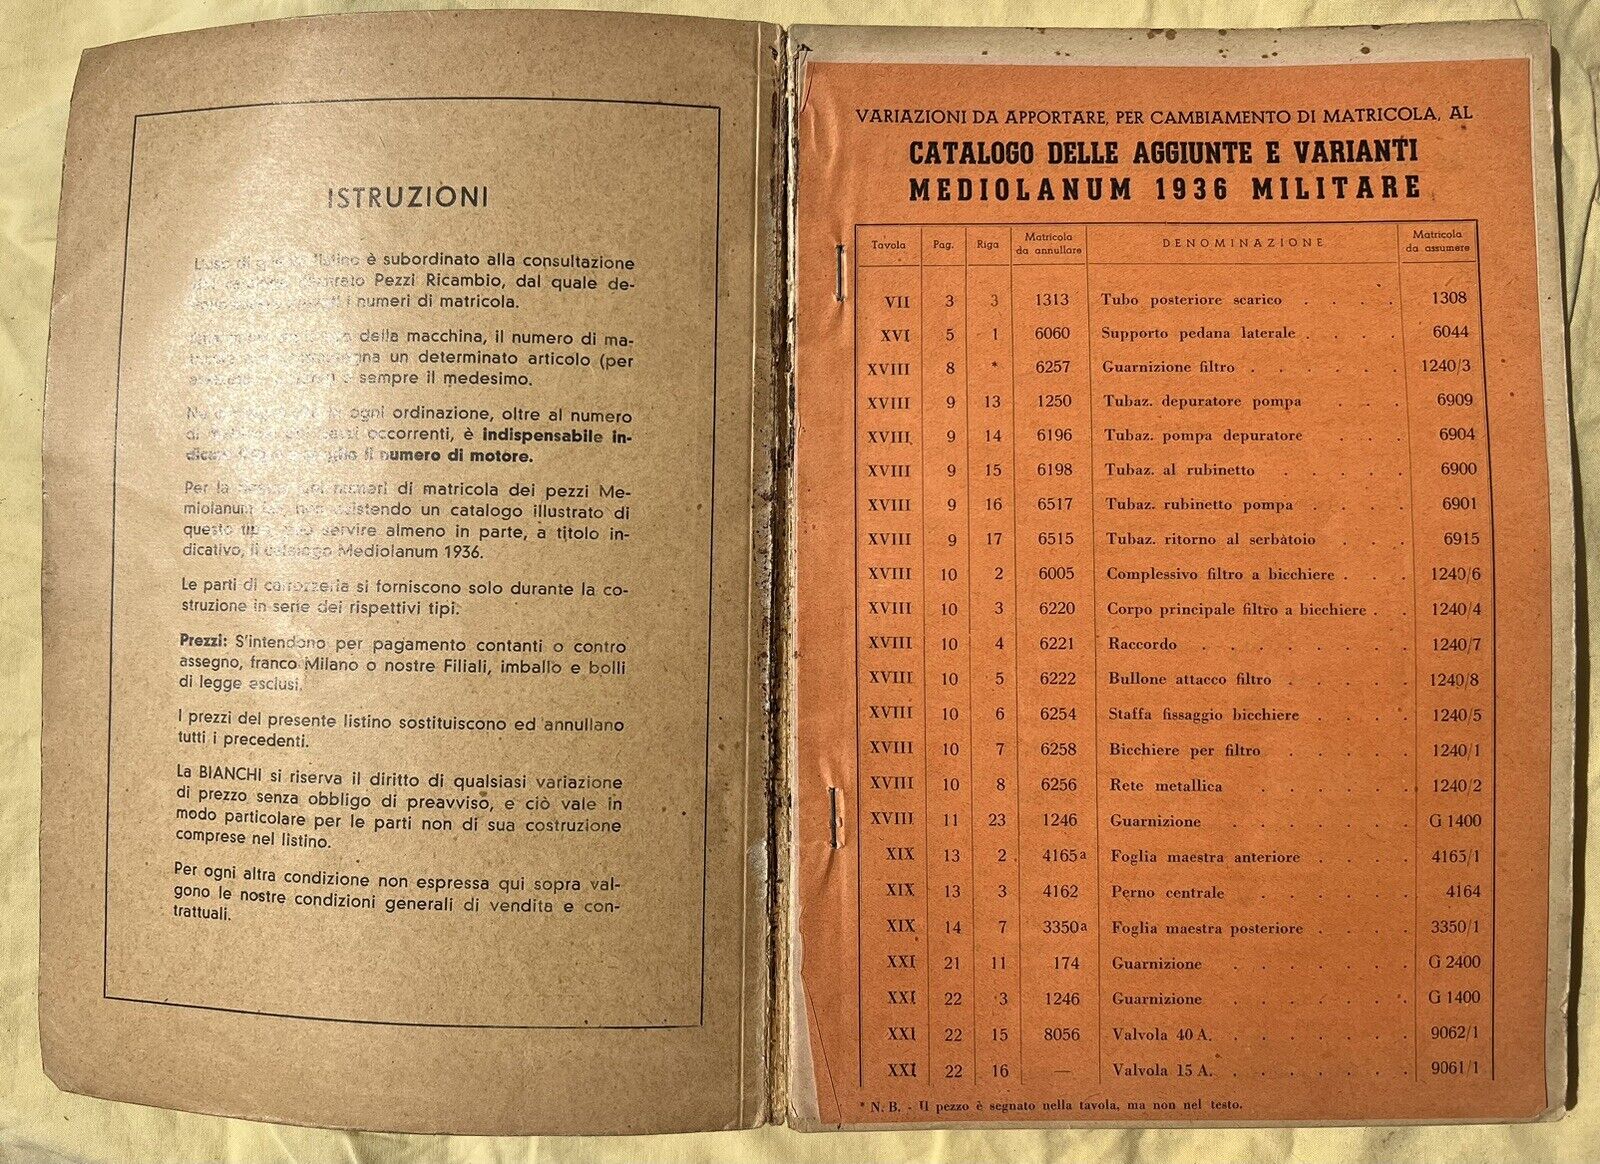 ISTRUZIONI
è subordinato alla consultazione
Pezzi Ricambio, dal quale de-
i numeri di matricola.
della macchina, il numero di ma-
un determinato articolo (per
sempre il medesimo.
ogni ordinazione, oltre al numero
occorrenti, è indispensabile in-
il numero di motore.
Per la numeri di matricola dei pezzi Me-
diolanum un catalogo illustrato di
questo servire almeno in parte, a titolo in-
dicativo, il catalogo Mediolanum 1936.
Le parti di carrozzeria si forniscono solo durante la co-
struzione in serie dei rispettivi tipi.
Prezzi: S'intendono per pagamento contanti o contro
assegno, franco Milano o nostre Filiali, imballo e bolli
di legge esclusi.
I prezzi del presente listino sostituiscono ed annullano
tutti i precedenti.
La BIANCHI si riserva il diritto di qualsiasi variazione
di prezzo senza obbligo di preavviso, e ciò vale in
modo particolare per le parti non di sua costruzione
comprese nel listino.
Per ogni altra condizione non espressa qui sopra val-
gono le nostre condizioni generali di vendita e con-
trattuali.
VARIAZIONI DA APPORTARE, PER CAMBIAMENTO DI MATRICOLA, AL
CATALOGO DELLE AGGIUNTE E VARIANTI
MEDIOLANUM 1936 MILITARE
Tavola Pag. Riga Matricola da annullare DENOMINAZIONE Matricola da assumere
VII 3 3 1313 Tubo posteriore scarico . . . . 1308
XVI 5 1 6060 Supporto pedana laterale . . . . 6044
XVIII 8 * 6257 Guarnizione filtro . . . . . . 1240/3
XVIII 9 13 1250 Tubaz. depuratore pompa . . . 6909
XVIII 9 14 6196 Tubaz. pompa depuratore . . . 6904
XVIII 9 15 6198 Tubaz. al rubinetto . . . . . 6900
XVIII 9 16 6517 Tubaz. rubinetto pompa . . . . 6901
XVIII 9 17 6515 Tubaz. ritorno al serbatoio . . . 6915
XVIII 10 2 6005 Complessivo filtro a bicchiere . . . 1240/6
XVIII 10 3 6220 Corpo principale filtro a bicchiere . . 1240/4
XVIII 10 4 6221 Raccordo . . . . . . . . 1240/7
XVIII 10 5 6222 Bullone attacco filtro . . . . . 1240/8
XVIII 10 6 6254 Staffa fissaggio bicchiere . . . . 1240/5
XVIII 10 7 6258 Bicchiere per filtro . . . . . 1240/1
XVIII 10 8 6256 Rete metallica . . . . . . 1240/2
XVIII 11 23 1246 Guarnizione . . . . . . . G 1400
XIX 13 2 4165a Foglia maestra anteriore . . . . 4165/1
XIX 13 3 4162 Perno centrale . . . . . . 4164
XIX 14 7 3350a Foglia maestra posteriore . . . . 3350/1
XXI 21 11 174 Guarnizione . . . . . . . G 2400
XXI 22 3 1246 Guarnizione . . . . . . . G 1400
XXI 22 15 8056 Valvola 40 A. . . . . . . . 9062/1
XXI 22 16 — Valvola 15 A. . . . . . . . 9061/1
* N. B. - Il pezzo è segnato nella tavola, ma non nel testo.